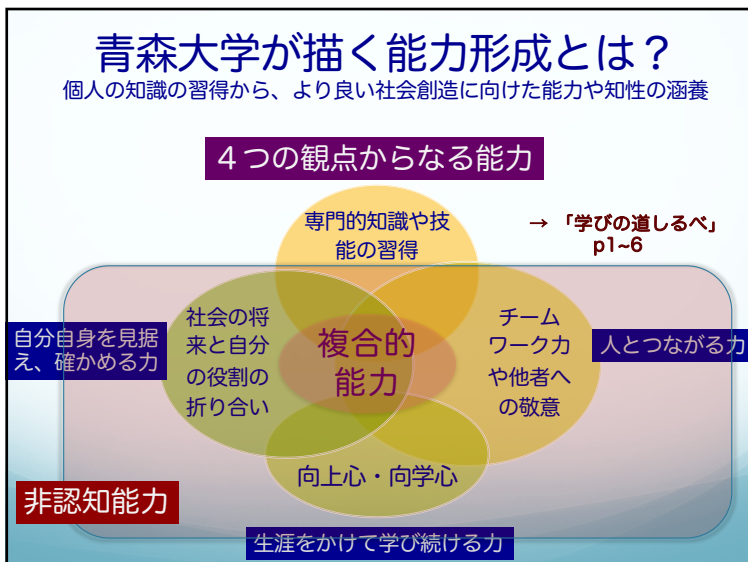 青森大学が描く能力形成とは？
個人の知識の習得から、より良い社会創造に向けた能力や知性の涵養
４つの観点からなる能力
専門的知識や技
能の習得
→ 「学びの道しるべ」
p1~6
自分自身を見据
え、確かめる力
社会の将
来と自分
の役割の
折り合い
複合的
能力
チーム
ワーク力
や他者へ
の敬意
人とつながる力
向上心・向学心
非認知能力
生涯をかけて学び続ける力